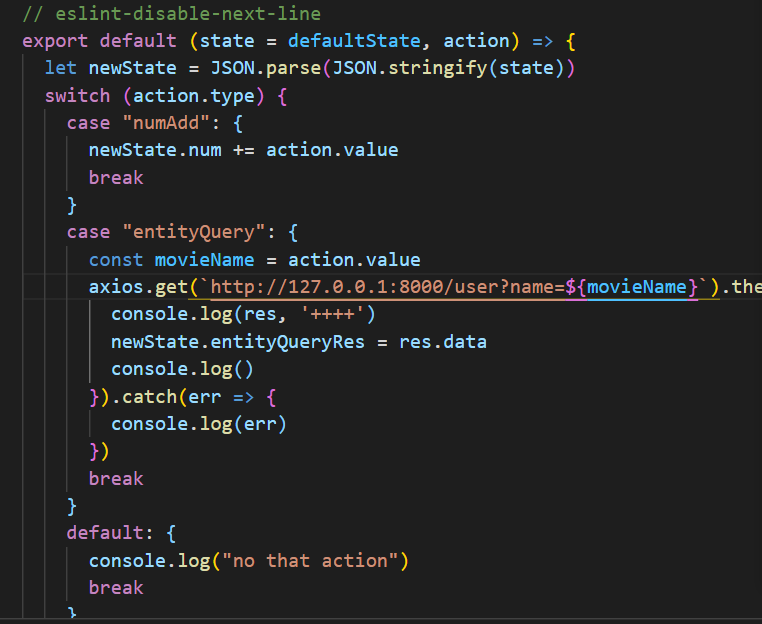 // eslint-disable-next-line
export default (state = defaultState, action) => {
let newState = JSON.parse(JSON.stringify(state))
switch (action.type) {
case "numAdd": {
newState.num += action.value
break
}
case "entityQuery": {
const movieName = action.value
axios.get(`http://127.0.0.1:8000/user?name=${movieName}`).the
console.log(res, '++++')
newState.entityQueryRes = res.data
console.log()
}).catch(err => {
console.log(err)
})
break
}
default: {
console.log("no that action")
break
}